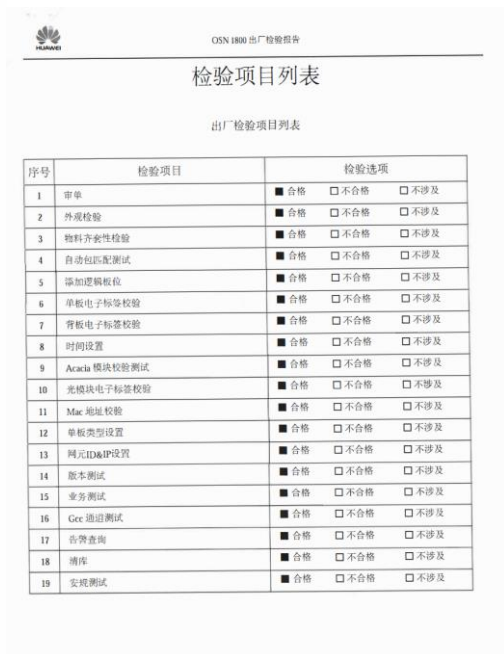 HUAWEI
OSN 1800 出厂检验报告
检验项目列表
出厂检验项目列表
序号 检验项目 检验选项
1 审单 ■ 合格 □ 不合格 □ 不涉及
2 外观检验 ■ 合格 □ 不合格 □ 不涉及
3 物料齐套性检验 ■ 合格 □ 不合格 □ 不涉及
4 自动包匹配测试 ■ 合格 □ 不合格 □ 不涉及
5 添加逻辑板位 ■ 合格 □ 不合格 □ 不涉及
6 单板电子标签校验 ■ 合格 □ 不合格 □ 不涉及
7 背板电子标签校验 ■ 合格 □ 不合格 □ 不涉及
8 时间设置 ■ 合格 □ 不合格 □ 不涉及
9 Acacia 模块校验测试 ■ 合格 □ 不合格 □ 不涉及
10 光模块电子标签校验 ■ 合格 □ 不合格 □ 不涉及
11 Mac 地址校验 ■ 合格 □ 不合格 □ 不涉及
12 单板类型设置 ■ 合格 □ 不合格 □ 不涉及
13 网元ID&IP设置 ■ 合格 □ 不合格 □ 不涉及
14 版本测试 ■ 合格 □ 不合格 □ 不涉及
15 业务测试 ■ 合格 □ 不合格 □ 不涉及
16 Gcc 通道测试 ■ 合格 □ 不合格 □ 不涉及
17 告警查询 ■ 合格 □ 不合格 □ 不涉及
18 清库 ■ 合格 □ 不合格 □ 不涉及
19 安规测试 ■ 合格 □ 不合格 □ 不涉及